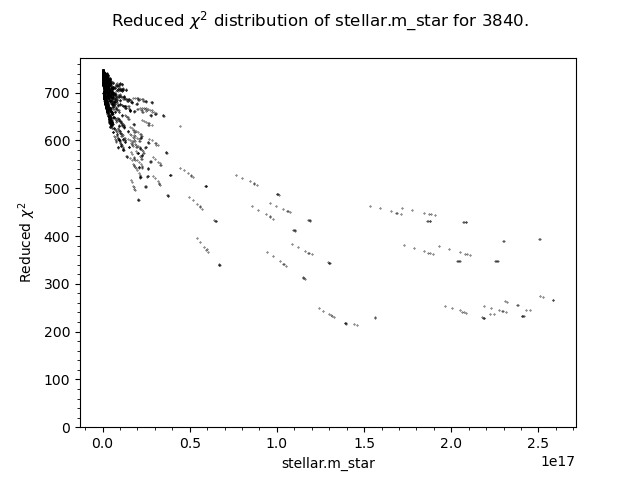 Reduced χ² distribution of stellar.m_star for 3840.
Reduced χ²
700
600
500
400
300
200
100
0
0.0 0.5 1.0 1.5 2.0 2.5
1e17
stellar.m_star